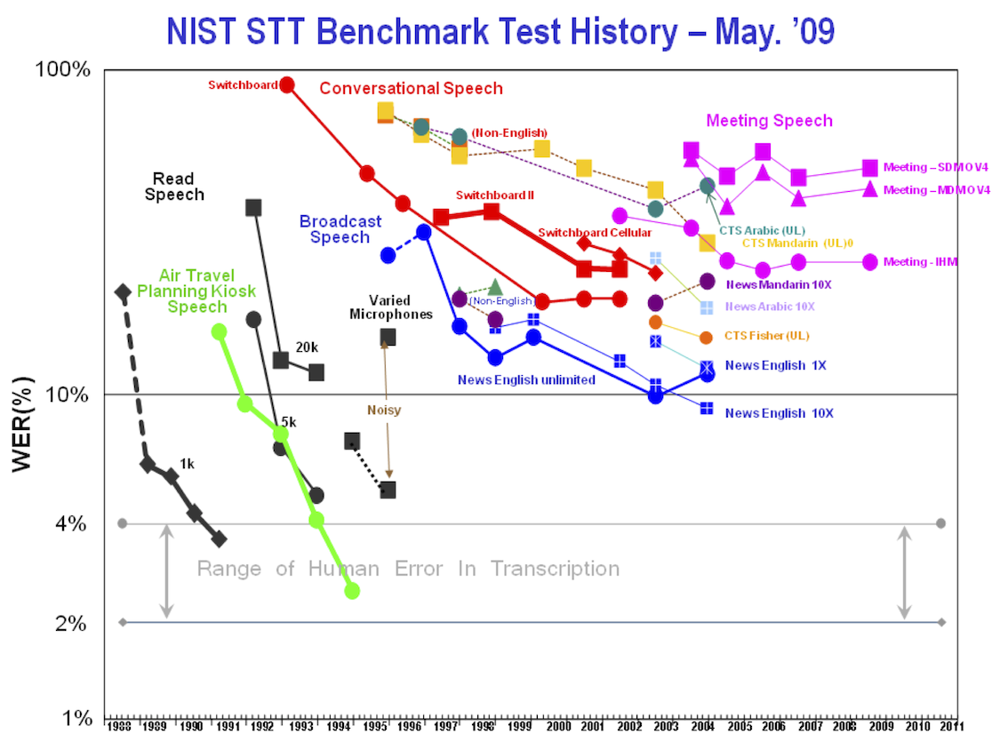 NIST STT Benchmark Test History – May. ’09
100%
Switchboard
Conversational Speech
(Non-English)
Meeting Speech
Meeting – SDM OV4
Meeting – MDM OV4
Read
Speech
Switchboard II
Broadcast
Speech
Switchboard Cellular
CTS Arabic (UL)
CTS Mandarin (UL)0
Meeting - IHM
Air Travel
Planning Kiosk
Speech
Varied
Microphones
(Non-English)
News Mandarin 10X
News Arabic 10X
CTS Fisher (UL)
20k
News English 1X
News English unlimited
10%
Noisy
News English 10X
5k
WER(%)
1k
4%
Range of Human Error In Transcription
2%
1%
1988 1989 1990 1991 1992 1993 1994 1995 1996 1997 1998 1999 2000 2001 2002 2003 2004 2005 2006 2007 2008 2009 2010 2011